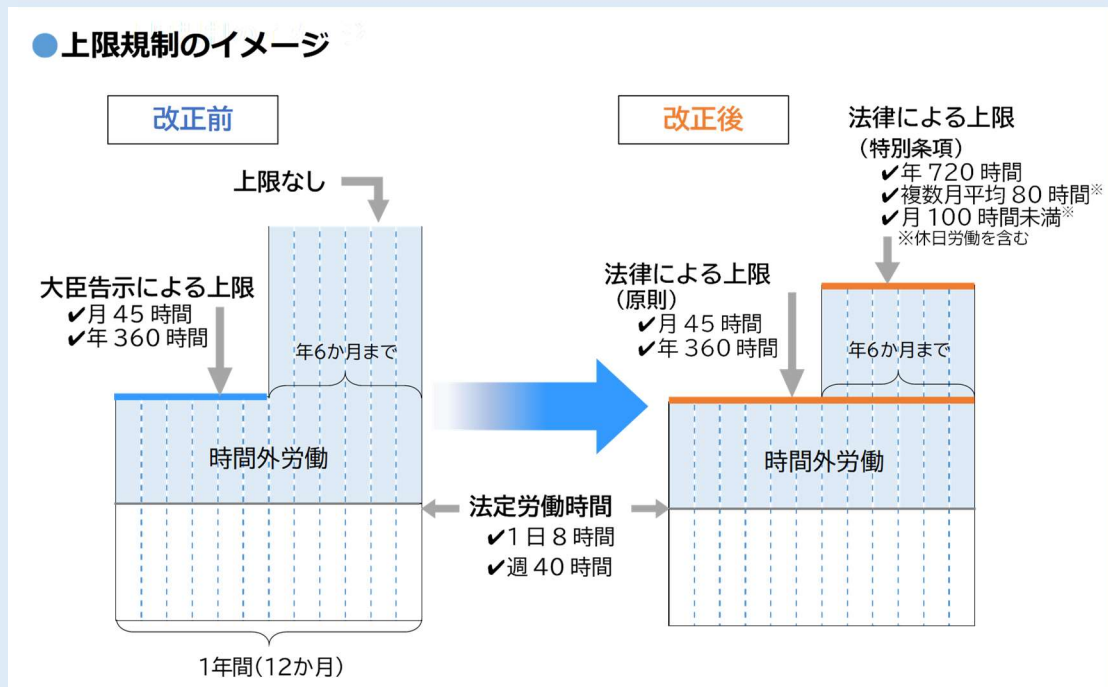 ●上限規制のイメージ
改正前
上限なし
大臣告示による上限
✔月 45 時間
✔年 360 時間
年6か月まで
時間外労働
1年間(12か月)
法定労働時間
✔1 日 8 時間
✔週 40 時間
改正後
法律による上限
(特別条項)
✔年 720 時間
✔複数月平均 80 時間※
✔月 100 時間未満※
※休日労働を含む
法律による上限
(原則)
✔月 45 時間
✔年 360 時間
年6か月まで
時間外労働